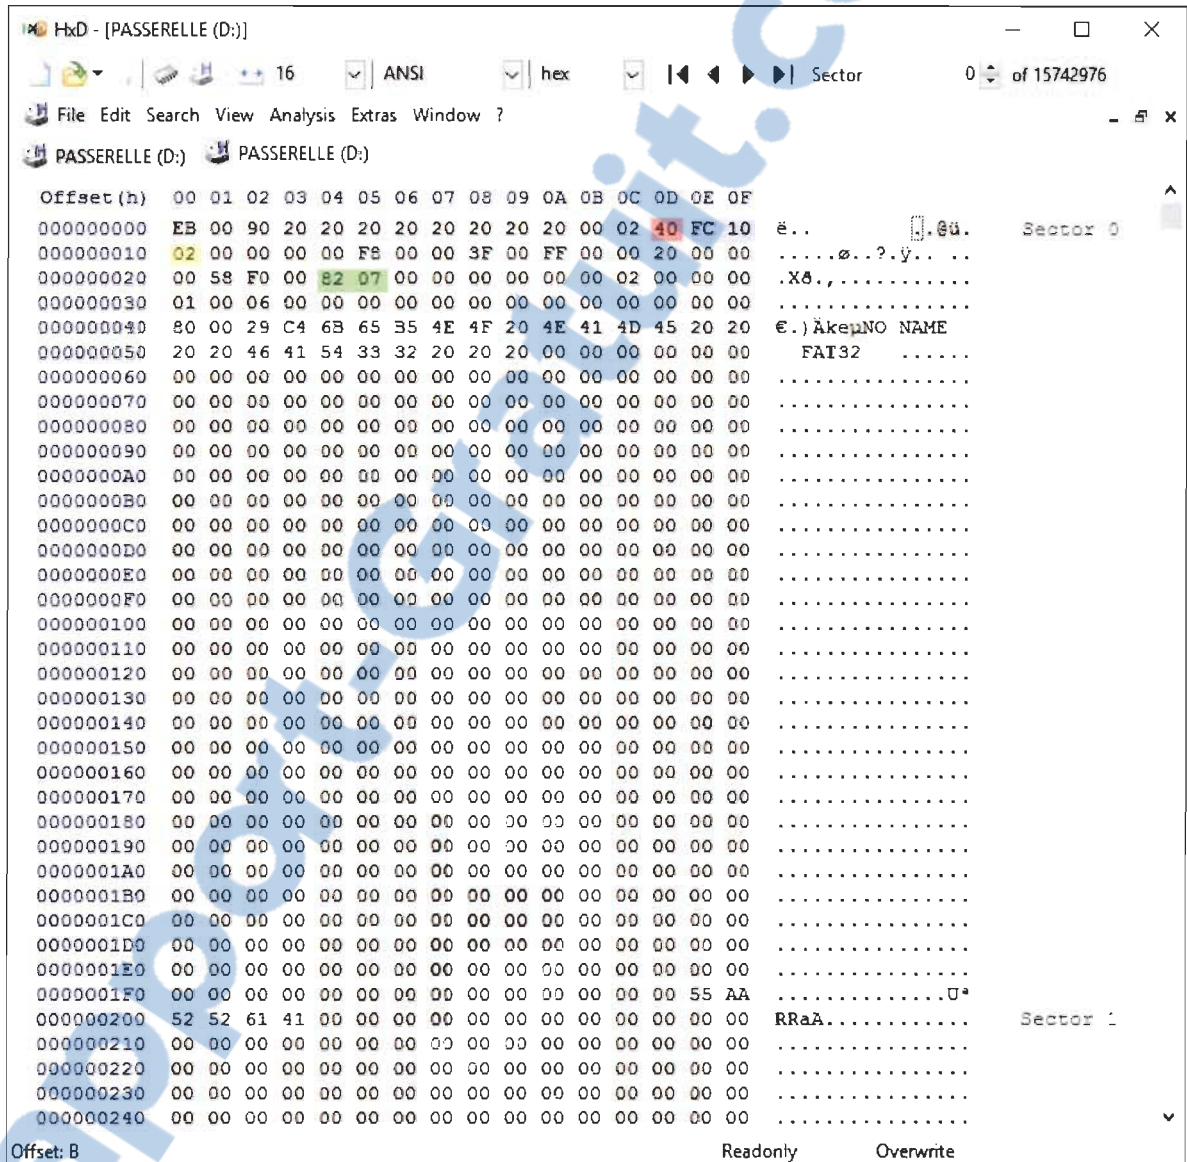 HxD - [PASSERELLE (D:)]
16 ANSI hex Sector 0 of 15742976
File Edit Search View Analysis Extras Window ?
PASSERELLE (D:) PASSERELLE (D:)
Offset(h) 00 01 02 03 04 05 06 07 08 09 0A 0B 0C 0D 0E 0F
000000000 EB 00 90 20 20 20 20 20 20 20 20 00 02 40 FC 10 ë.. ..@ü. Sector 0
000000010 02 00 00 00 00 F8 00 00 3F 00 FF 00 00 20 00 00 .....ø..?.ÿ.. ..
000000020 00 58 F0 00 82 07 00 00 00 00 00 00 02 00 00 00 .Xð.‚...........
000000030 01 00 06 00 00 00 00 00 00 00 00 00 00 00 00 00 ................
000000040 80 00 29 C4 6B 65 B5 4E 4F 20 4E 41 4D 45 20 20 €.)ÄkeµNO NAME
000000050 20 20 46 41 54 33 32 20 20 20 00 00 00 00 00 00 FAT32 ......
000000060 00 00 00 00 00 00 00 00 00 00 00 00 00 00 00 00 ................
000000070 00 00 00 00 00 00 00 00 00 00 00 00 00 00 00 00 ................
000000080 00 00 00 00 00 00 00 00 00 00 00 00 00 00 00 00 ................
000000090 00 00 00 00 00 00 00 00 00 00 00 00 00 00 00 00 ................
0000000A0 00 00 00 00 00 00 00 00 00 00 00 00 00 00 00 00 ................
0000000B0 00 00 00 00 00 00 00 00 00 00 00 00 00 00 00 00 ................
0000000C0 00 00 00 00 00 00 00 00 00 00 00 00 00 00 00 00 ................
0000000D0 00 00 00 00 00 00 00 00 00 00 00 00 00 00 00 00 ................
0000000E0 00 00 00 00 00 00 00 00 00 00 00 00 00 00 00 00 ................
0000000F0 00 00 00 00 00 00 00 00 00 00 00 00 00 00 00 00 ................
000000100 00 00 00 00 00 00 00 00 00 00 00 00 00 00 00 00 ................
000000110 00 00 00 00 00 00 00 00 00 00 00 00 00 00 00 00 ................
000000120 00 00 00 00 00 00 00 00 00 00 00 00 00 00 00 00 ................
000000130 00 00 00 00 00 00 00 00 00 00 00 00 00 00 00 00 ................
000000140 00 00 00 00 00 00 00 00 00 00 00 00 00 00 00 00 ................
000000150 00 00 00 00 00 00 00 00 00 00 00 00 00 00 00 00 ................
000000160 00 00 00 00 00 00 00 00 00 00 00 00 00 00 00 00 ................
000000170 00 00 00 00 00 00 00 00 00 00 00 00 00 00 00 00 ................
000000180 00 00 00 00 00 00 00 00 00 00 00 00 00 00 00 00 ................
000000190 00 00 00 00 00 00 00 00 00 00 00 00 00 00 00 00 ................
0000001A0 00 00 00 00 00 00 00 00 00 00 00 00 00 00 00 00 ................
0000001B0 00 00 00 00 00 00 00 00 00 00 00 00 00 00 00 00 ................
0000001C0 00 00 00 00 00 00 00 00 00 00 00 00 00 00 00 00 ................
0000001D0 00 00 00 00 00 00 00 00 00 00 00 00 00 00 00 00 ................
0000001E0 00 00 00 00 00 00 00 00 00 00 00 00 00 00 00 00 ................
0000001F0 00 00 00 00 00 00 00 00 00 00 00 00 00 00 55 AA ..............Uª
000000200 52 52 61 41 00 00 00 00 00 00 00 00 00 00 00 00 RRaA............ Sector 1
000000210 00 00 00 00 00 00 00 00 00 00 00 00 00 00 00 00 ................
000000220 00 00 00 00 00 00 00 00 00 00 00 00 00 00 00 00 ................
000000230 00 00 00 00 00 00 00 00 00 00 00 00 00 00 00 00 ................
000000240 00 00 00 00 00 00 00 00 00 00 00 00 00 00 00 00 ................
Offset: B Readonly Overwrite
pport-Gratuit.c